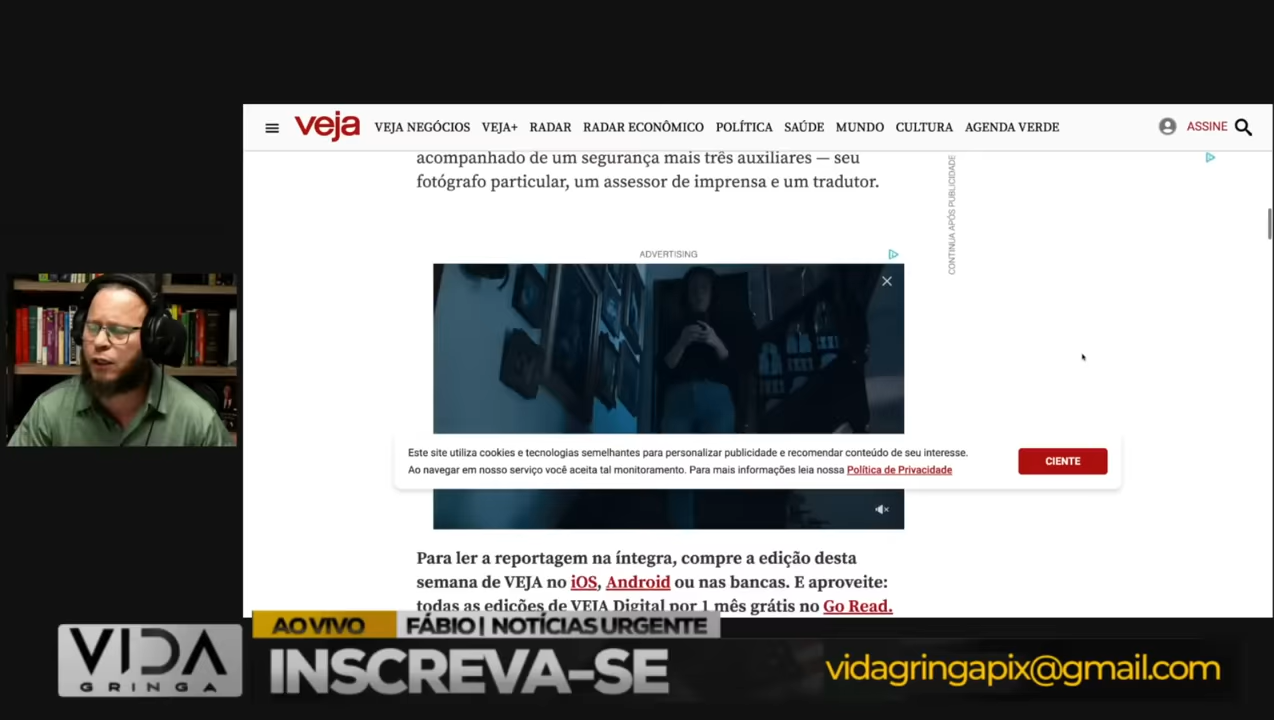 veja
VEJA NEGÓCIOS VEJA+ RADAR RADAR ECONÔMICO POLÍTICA SAÚDE MUNDO CULTURA AGENDA VERDE
ASSINE
acompanhado de um segurança mais três auxiliares — seu
fotógrafo particular, um assessor de imprensa e um tradutor.
CONTINUA APÓS PUBLICIDADE
ADVERTISING
Este site utiliza cookies e tecnologias semelhantes para personalizar publicidade e recomendar conteúdo de seu interesse.
Ao navegar em nosso serviço você aceita tal monitoramento. Para mais informações leia nossa Política de Privacidade
CIENTE
Para ler a reportagem na íntegra, compre a edição desta
semana de VEJA no iOS, Android ou nas bancas. E aproveite:
todas as edições de VEJA Digital por 1 mês grátis no Go Read.
AO VIVO FÁBIO | NOTÍCIAS URGENTE
VIDA
GRINGA
INSCREVA-SE
vidagringapix@gmail.com